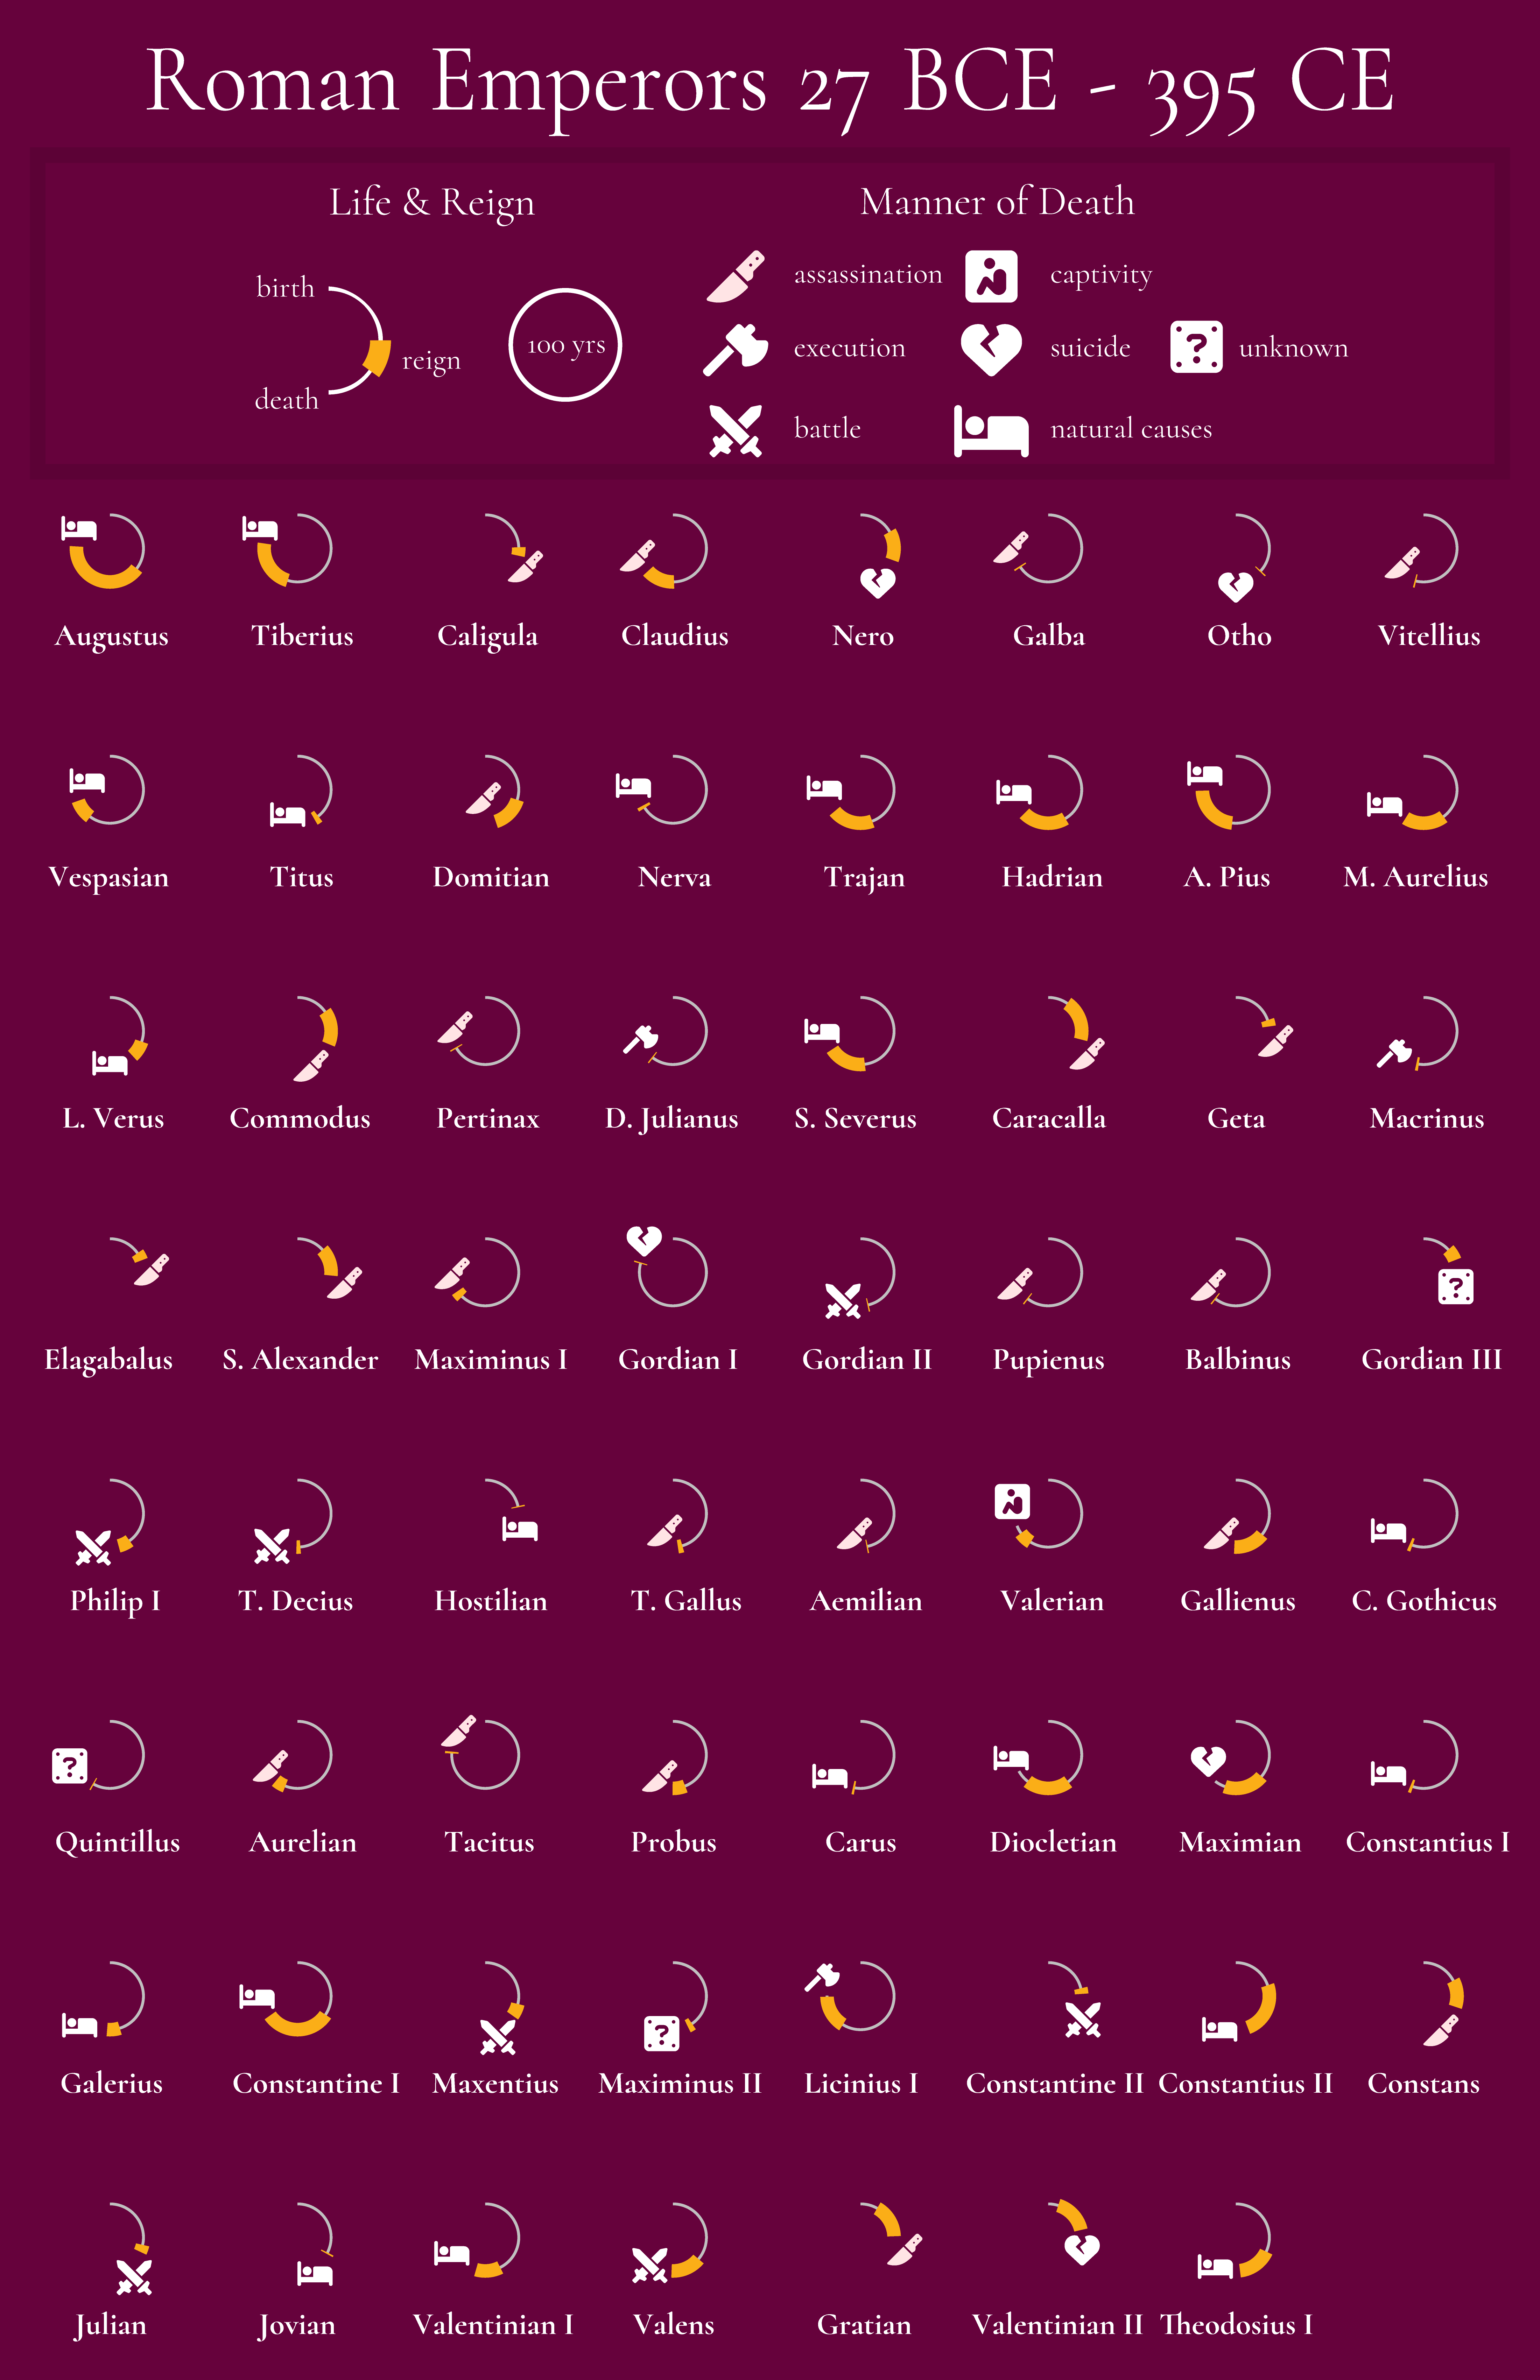 Roman Emperors 27 BCE - 395 CE
Life & Reign
Manner of Death
birth
reign
death
100 yrs
assassination
captivity
execution
suicide
? unknown
battle
natural causes
Augustus Tiberius Caligula Claudius Nero Galba Otho Vitellius
Vespasian Titus Domitian Nerva Trajan Hadrian A. Pius M. Aurelius
L. Verus Commodus Pertinax D. Julianus S. Severus Caracalla Geta Macrinus
?
Elagabalus S. Alexander Maximinus I Gordian I Gordian II Pupienus Balbinus Gordian III
Philip I T. Decius Hostilian T. Gallus Aemilian Valerian Gallienus C. Gothicus
?
Quintillus Aurelian Tacitus Probus Carus Diocletian Maximian Constantius I
?
Galerius Constantine I Maxentius Maximinus II Licinius I Constantine II Constantius II Constans
Julian Jovian Valentinian I Valens Gratian Valentinian II Theodosius I